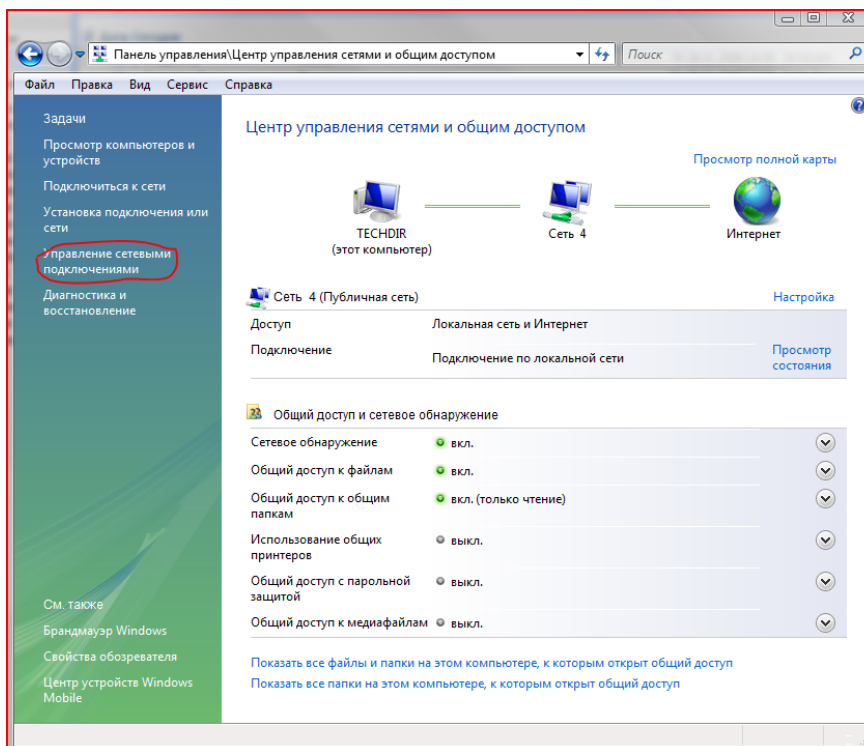 Панель управления\Центр управления сетями и общим доступом
Поиск
Файл Правка Вид Сервис Справка
Задачи
Просмотр компьютеров и
устройств
Подключиться к сети
Установка подключения или
сети
Управление сетевыми
подключениями
Диагностика и
восстановление
См. также
Брандмауэр Windows
Свойства обозревателя
Центр устройств Windows
Mobile
Центр управления сетями и общим доступом
Просмотр полной карты
TECHDIR
(этот компьютер)
Сеть 4
Интернет
Сеть 4 (Публичная сеть)
Настройка
Доступ
Локальная сеть и Интернет
Подключение
Подключение по локальной сети
Просмотр
состояния
Общий доступ и сетевое обнаружение
Сетевое обнаружение
вкл.
Общий доступ к файлам
вкл.
Общий доступ к общим
папкам
вкл. (только чтение)
Использование общих
принтеров
выкл.
Общий доступ с парольной
защитой
выкл.
Общий доступ к медиафайлам
выкл.
Показать все файлы и папки на этом компьютере, к которым открыт общий доступ
Показать все папки на этом компьютере, к которым открыт общий доступ